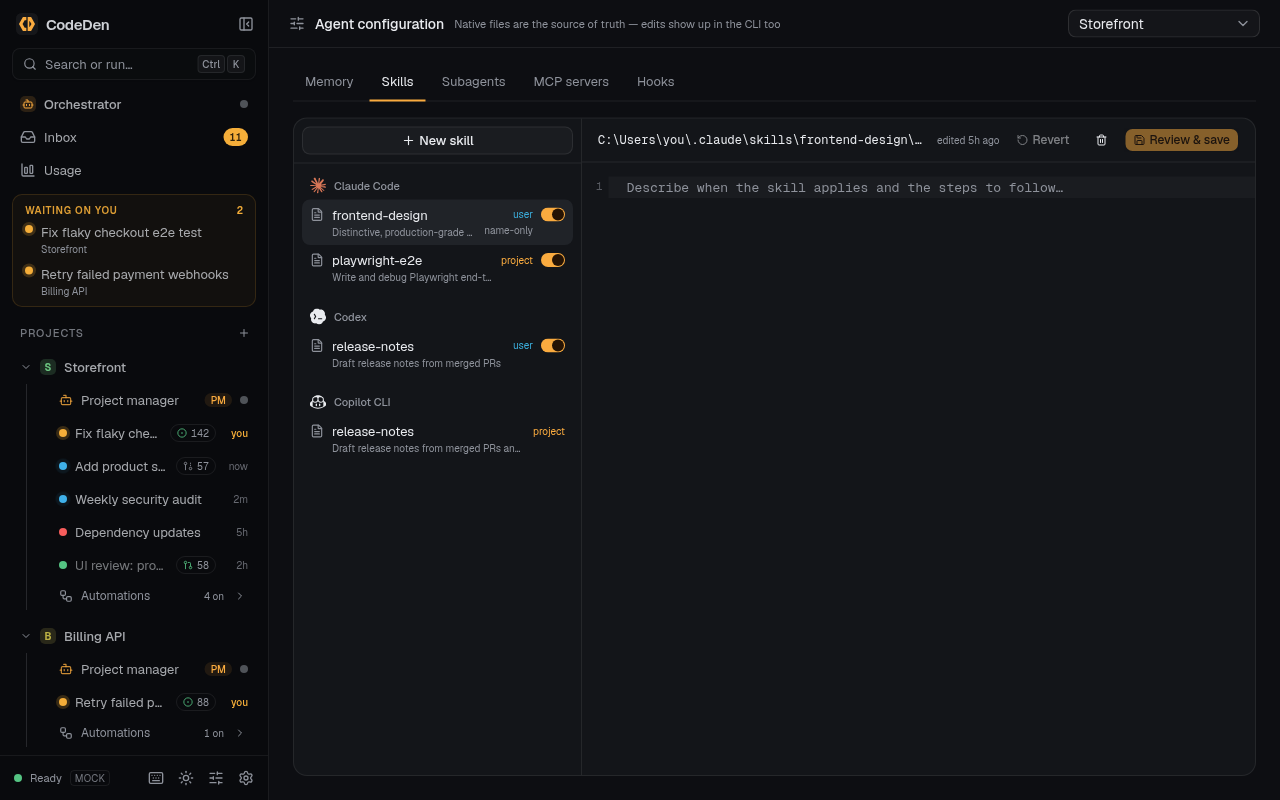 CodeDen
Search or run…
Ctrl K
Orchestrator
Inbox
11
Usage
WAITING ON YOU
2
Fix flaky checkout e2e test
Storefront
Retry failed payment webhooks
Billing API
PROJECTS
S Storefront
Project manager PM
Fix flaky che… 142 you
Add product s… 57 now
Weekly security audit 2m
Dependency updates 5h
UI review: pro… 58 2h
Automations 4 on
B Billing API
Project manager PM
Retry failed p… 88 you
Automations 1 on
Ready MOCK
Agent configuration Native files are the source of truth — edits show up in the CLI too
Storefront
Memory Skills Subagents MCP servers Hooks
New skill
Claude Code
frontend-design user
Distinctive, production-grade … name-only
playwright-e2e project
Write and debug Playwright end-t…
Codex
release-notes user
Draft release notes from merged PRs
Copilot CLI
release-notes project
Draft release notes from merged PRs an…
C:\Users\you\.claude\skills\frontend-design\… edited 5h ago Revert Review & save
1 Describe when the skill applies and the steps to follow…